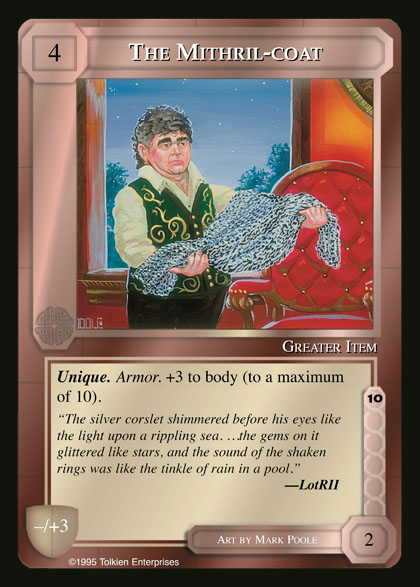 4
The Mithril-coat
POOLE
Greater Item
Unique. Armor. +3 to body (to a maximum
of 10).
“The silver corslet shimmered before his eyes like
the light upon a rippling sea. …the gems on it
glittered like stars, and the sound of the shaken
rings was like the tinkle of rain in a pool.”
—LotRII
10
–/+3
Art by Mark Poole
2
©1995 Tolkien Enterprises